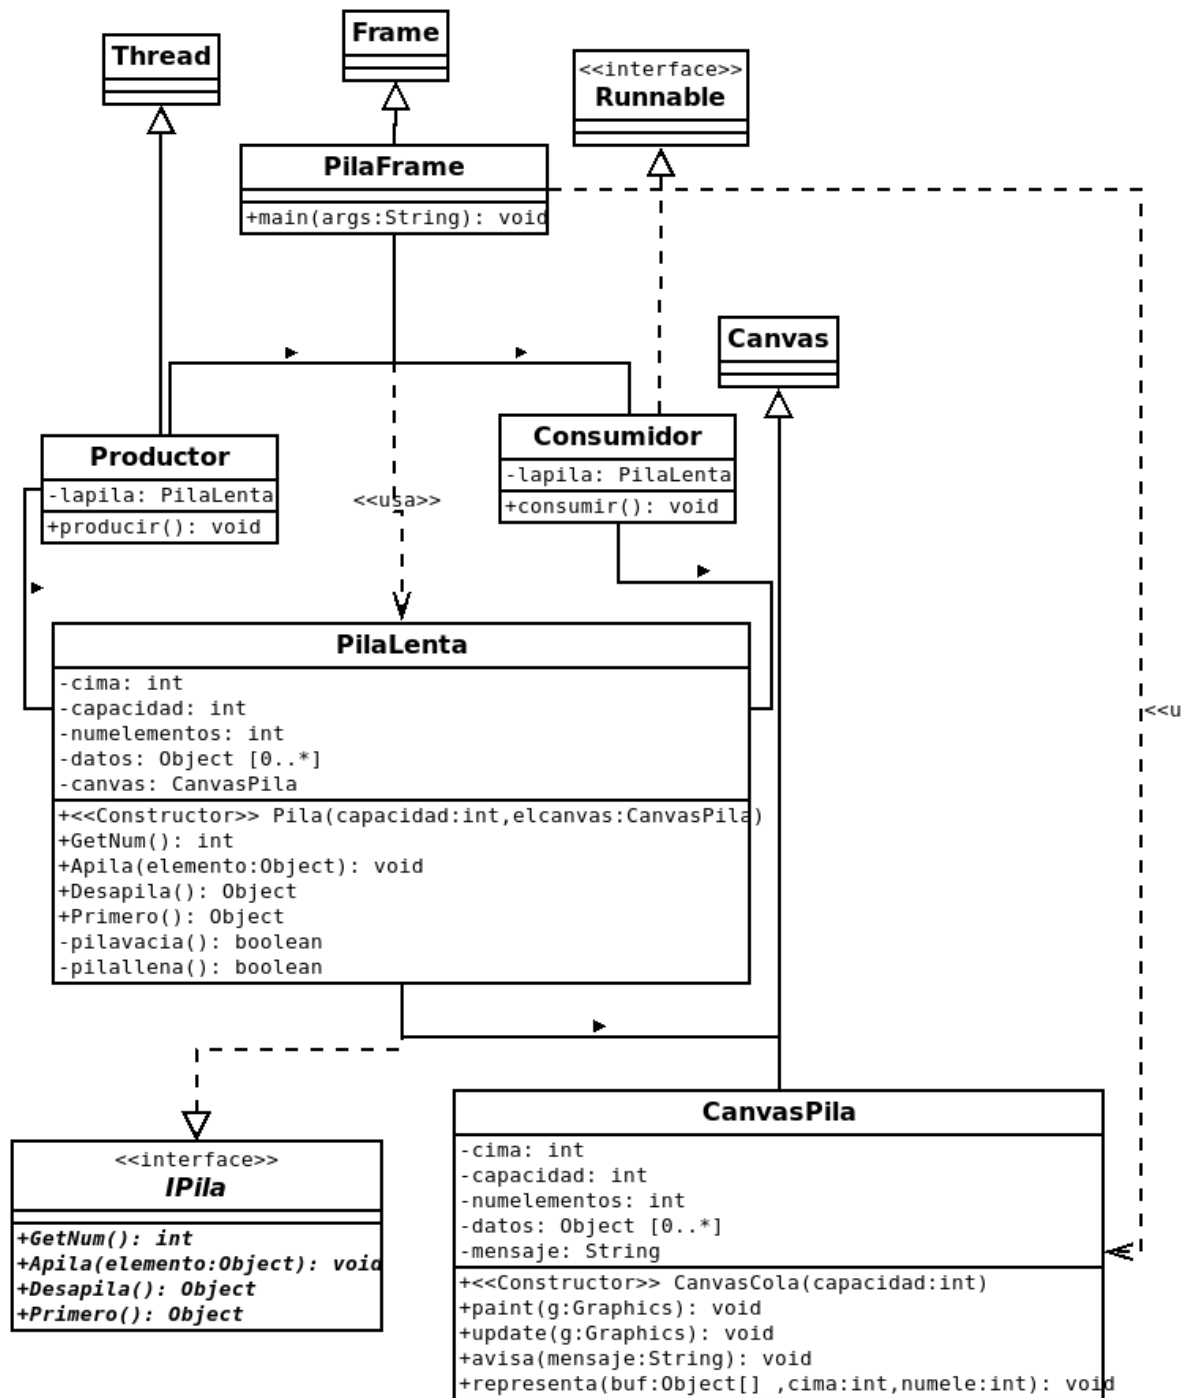 Frame
Thread
<<interface>>
Runnable
PilaFrame
+main(args:String): void
Canvas
Productor
-lapila: PilaLenta
+producir(): void
Consumidor
-lapila: PilaLenta
+consumir(): void
<<usa>>
<<u
PilaLenta
-cima: int
-capacidad: int
-numelementos: int
-datos: Object [0..*]
-canvas: CanvasPila
+<<Constructor>> Pila(capacidad:int,elcanvas:CanvasPila)
+GetNum(): int
+Apila(elemento:Object): void
+Desapila(): Object
+Primero(): Object
-pilavacia(): boolean
-pilallena(): boolean
<<interface>>
IPila
+GetNum(): int
+Apila(elemento:Object): void
+Desapila(): Object
+Primero(): Object
CanvasPila
-cima: int
-capacidad: int
-numelementos: int
-datos: Object [0..*]
-mensaje: String
+<<Constructor>> CanvasCola(capacidad:int)
+paint(g:Graphics): void
+update(g:Graphics): void
+avisa(mensaje:String): void
+representa(buf:Object[] ,cima:int,numele:int): void